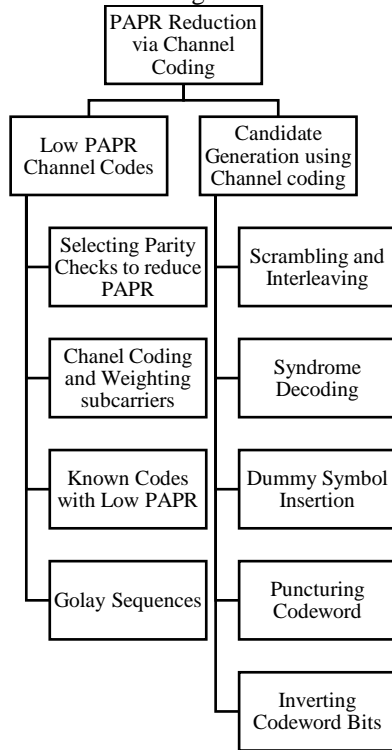 PAPR Reduction
via Channel
Coding
Low PAPR
Channel Codes
Candidate
Generation using
Channel coding
Selecting Parity
Checks to reduce
PAPR
Chanel Coding
and Weighting
subcarriers
Known Codes
with Low PAPR
Golay Sequences
Scrambling and
Interleaving
Syndrome
Decoding
Dummy Symbol
Insertion
Puncturing
Codeword
Inverting
Codeword Bits